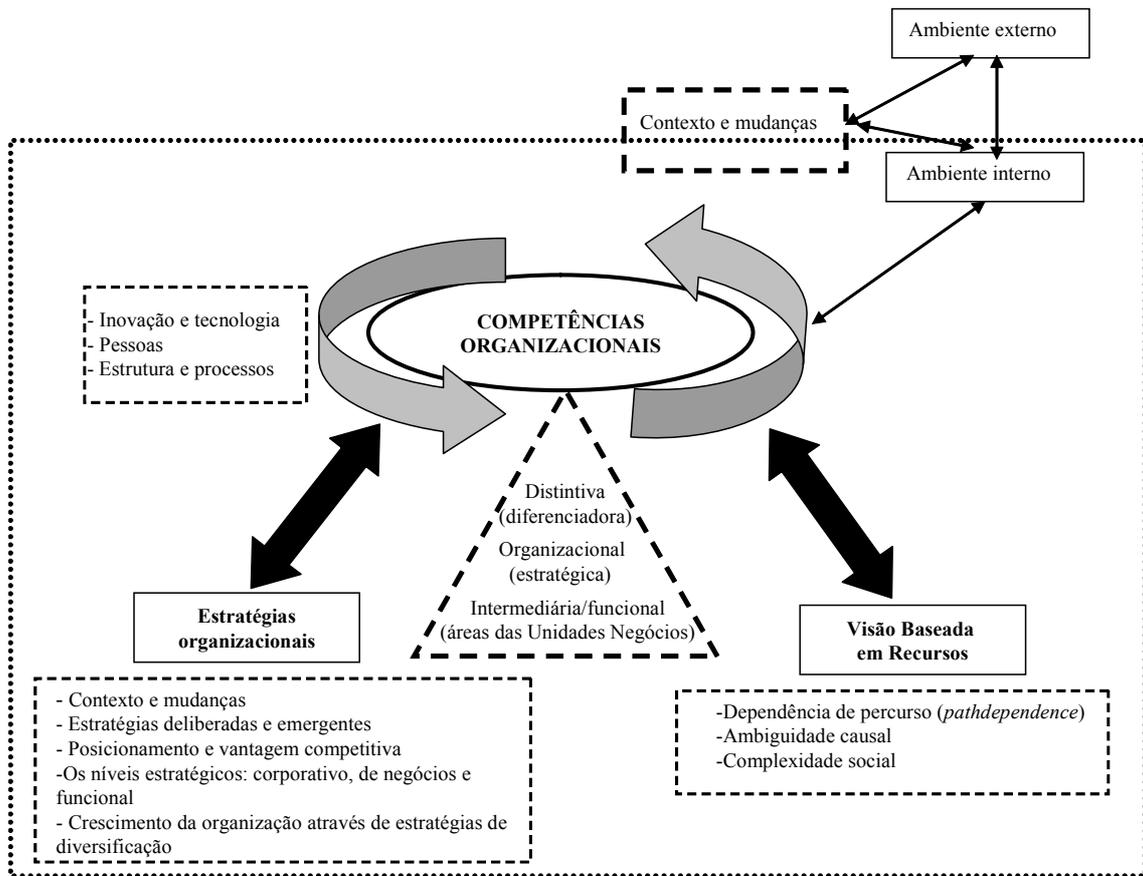 Ambiente externo
Contexto e mudanças
Ambiente interno
- Inovação e tecnologia
- Pessoas
- Estrutura e processos
COMPETÊNCIAS
ORGANIZACIONAIS
Distintiva
(diferenciadora)
Organizacional
(estratégica)
Intermediária/funcional
(áreas das Unidades Negócios)
Estratégias
organizacionais
- Contexto e mudanças
- Estratégias deliberadas e emergentes
- Posicionamento e vantagem competitiva
-Os níveis estratégicos: corporativo, de negócios e
funcional
- Crescimento da organização através de estratégias de
diversificação
Visão Baseada
em Recursos
-Dependência de percurso (pathdependence)
-Ambiguidade causal
-Complexidade social